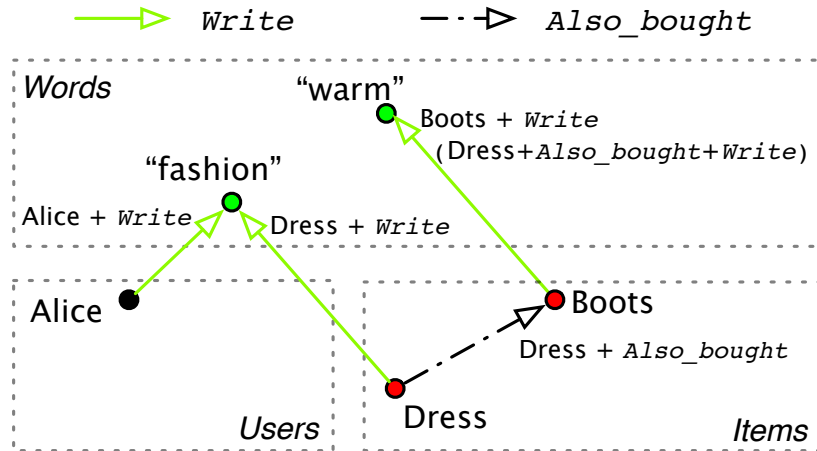 Write Also_bought
Words
“warm”
Boots + Write
(Dress+Also_bought+Write)
“fashion”
Alice + Write
Dress + Write
Alice
Boots
Dress + Also_bought
Dress
Users
Items